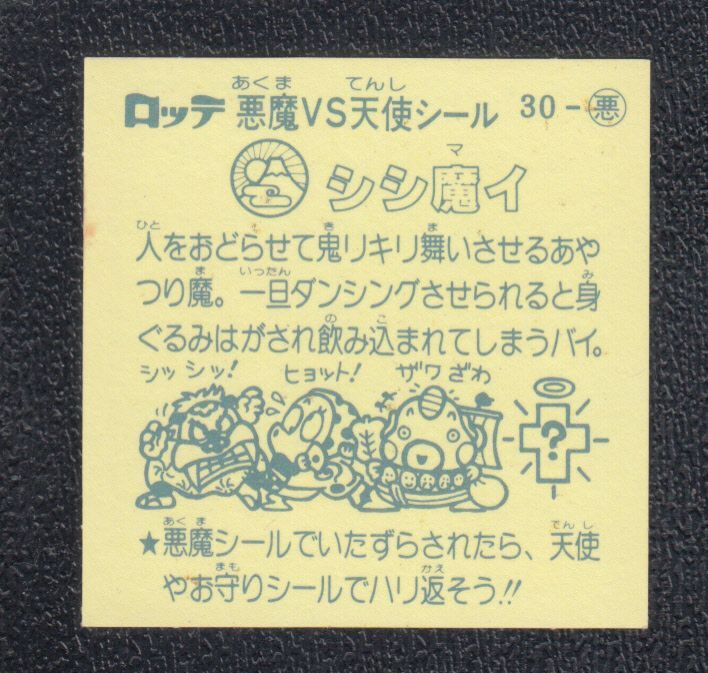 ロッテ 悪魔VS天使シール 30-悪
シシ魔イ
人をおどらせて鬼リキリ舞いさせるあや
つり魔。一旦ダンシングさせられると身
ぐるみはがされ飲み込まれてしまうバイ。
シッシッ! ヒョット! ザワざわ
?
★悪魔シールでいたずらされたら、天使
やお守りシールでハリ返そう!!